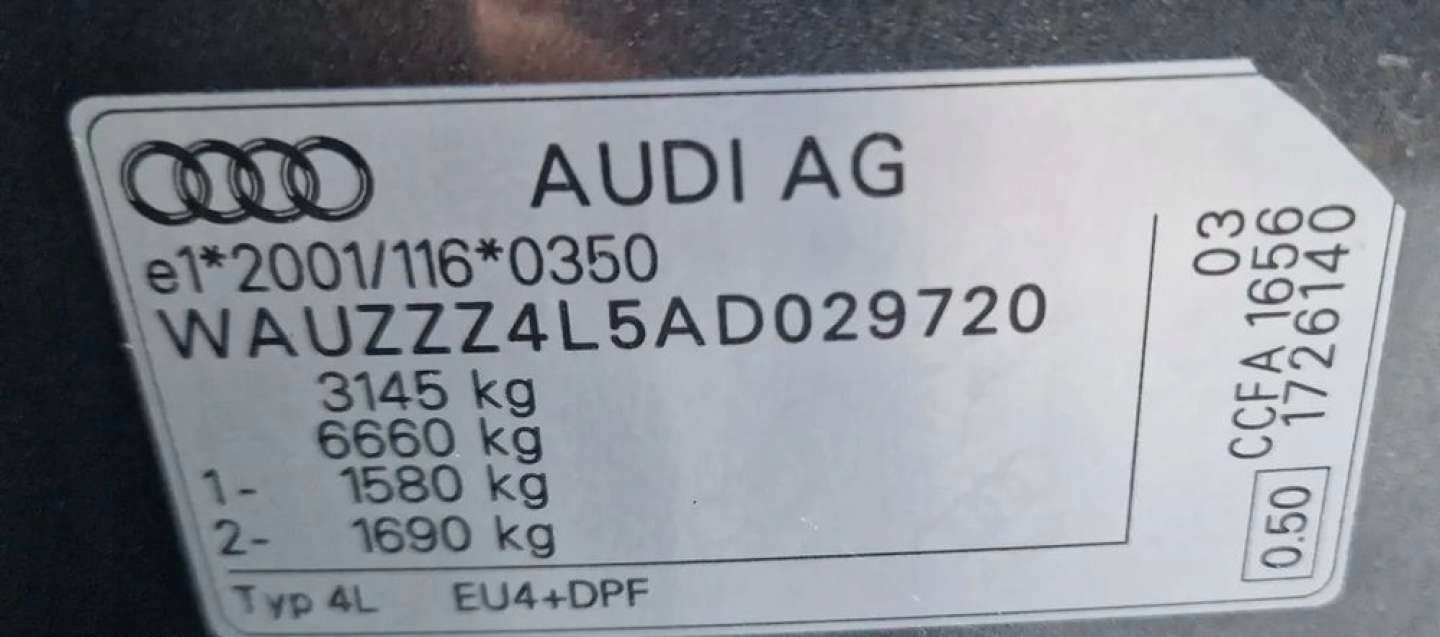 AUDI AG
e1*2001/116*0350
WAUZZZ4L5AD029720
3145 kg
6660 kg
1- 1580 kg
2- 1690 kg
Typ 4L EU4+DPF
03
CCFA 1656
1726140
0.50